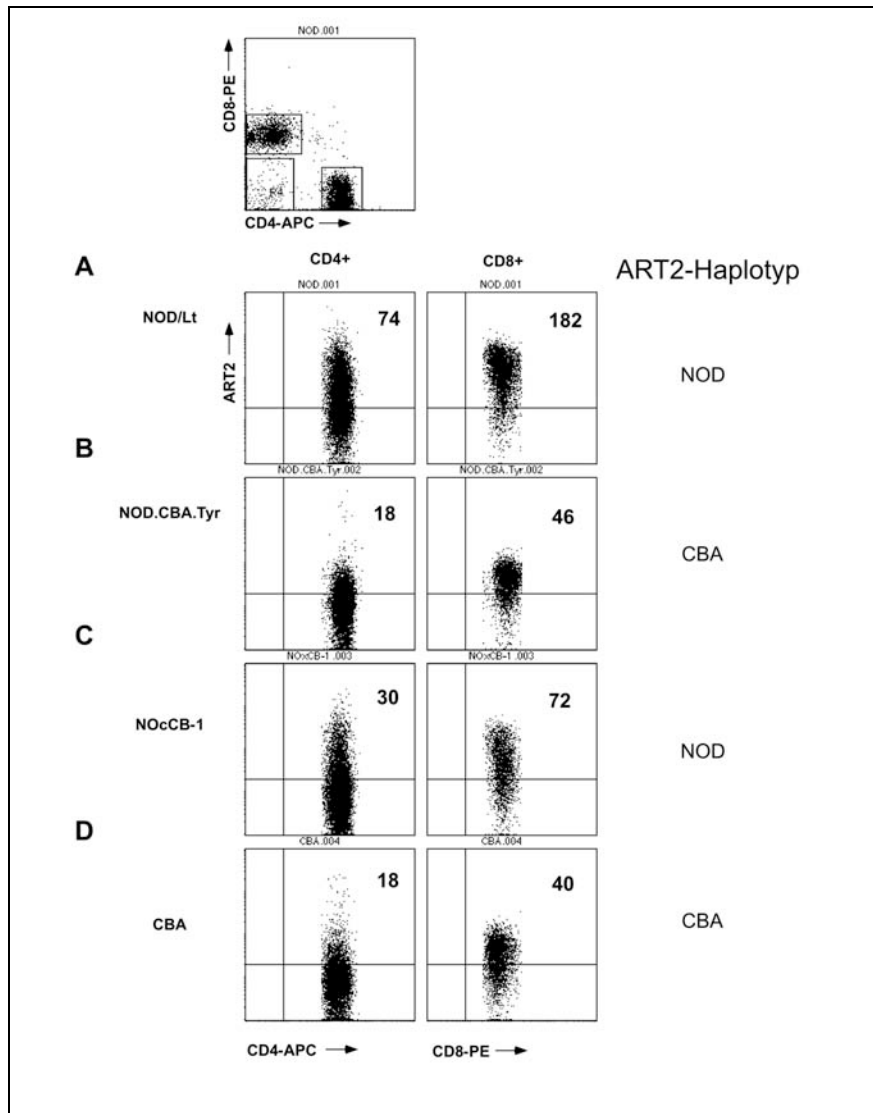 NOD.001
CD8-PE
R4
CD4-APC
A
CD4+
CD8+
ART2-Haplotyp
NOD.001
NOD.001
NOD/Lt
74
182
ART2
NOD
B
NOD.CBA.Tyr.002
NOD.CBA.Tyr.002
NOD.CBA.Tyr
18
46
CBA
C
NOxCB-1 .003
NOxCB-1 .003
NOcCB-1
30
72
NOD
D
CBA.004
CBA.004
CBA
18
40
CBA
CD4-APC
CD8-PE